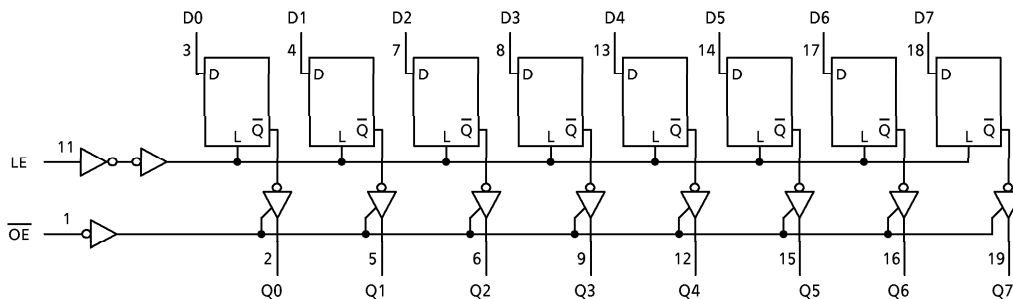 D0 D1 D2 D3 D4 D5 D6 D7
3 4 7 8 13 14 17 18
D D D D D D D D
Q̅ Q̅ Q̅ Q̅ Q̅ Q̅ Q̅ Q̅
L L L L L L L L
LE 11
O̅E̅ 1
2 5 6 9 12 15 16 19
Q0 Q1 Q2 Q3 Q4 Q5 Q6 Q7